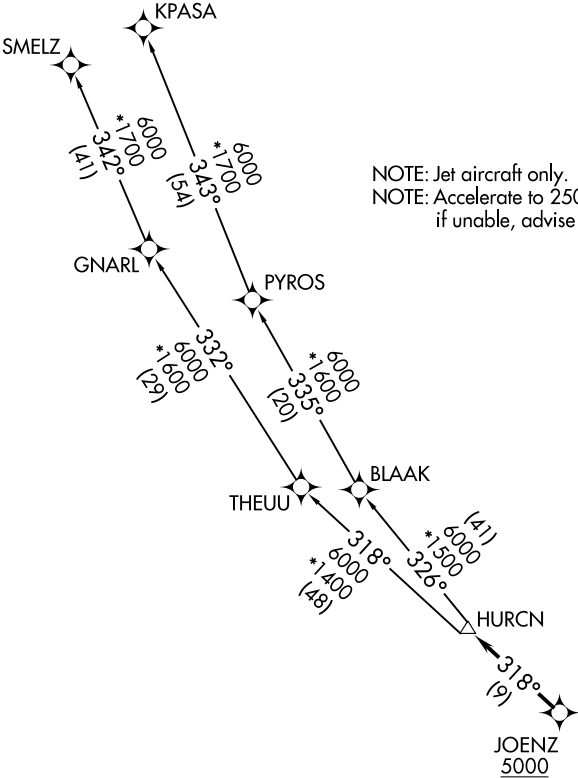 KPASA
SMELZ
6000
*1700
342°
(41)
6000
*1700
343°
(54)
NOTE: Jet aircraft only.
NOTE: Accelerate to 250
if unable, advise
GNARL
PYROS
332°
6000
*1600
(29)
6000
*1600
335°
(20)
BLAAK
THEUU
(41)
6000
*1500
326°
318°
6000
*1400
(48)
HURCN
318°
(9)
JOENZ
5000